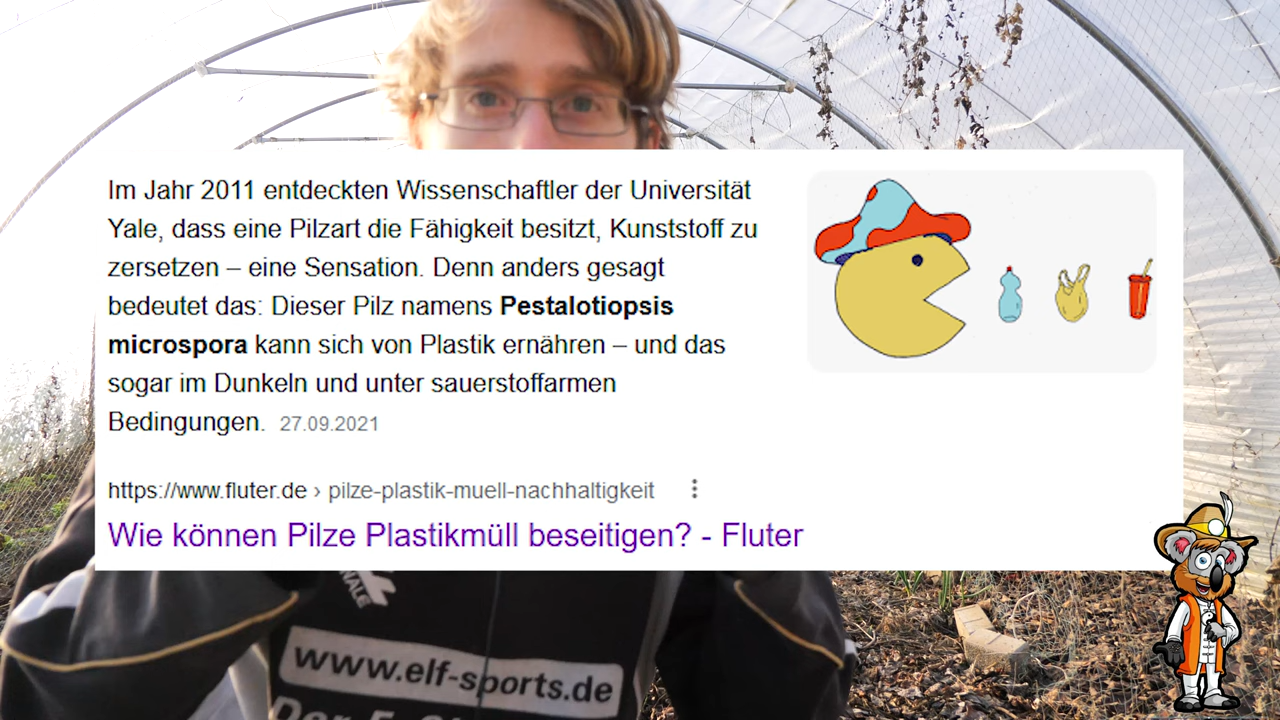 Im Jahr 2011 entdeckten Wissenschaftler der Universität
Yale, dass eine Pilzart die Fähigkeit besitzt, Kunststoff zu
zersetzen – eine Sensation. Denn anders gesagt
bedeutet das: Dieser Pilz namens Pestalotiopsis
microspora kann sich von Plastik ernähren – und das
sogar im Dunkeln und unter sauerstoffarmen
Bedingungen. 27.09.2021
https://www.fluter.de › pilze-plastik-muell-nachhaltigkeit
Wie können Pilze Plastikmüll beseitigen? - Fluter
www.elf-sports.de